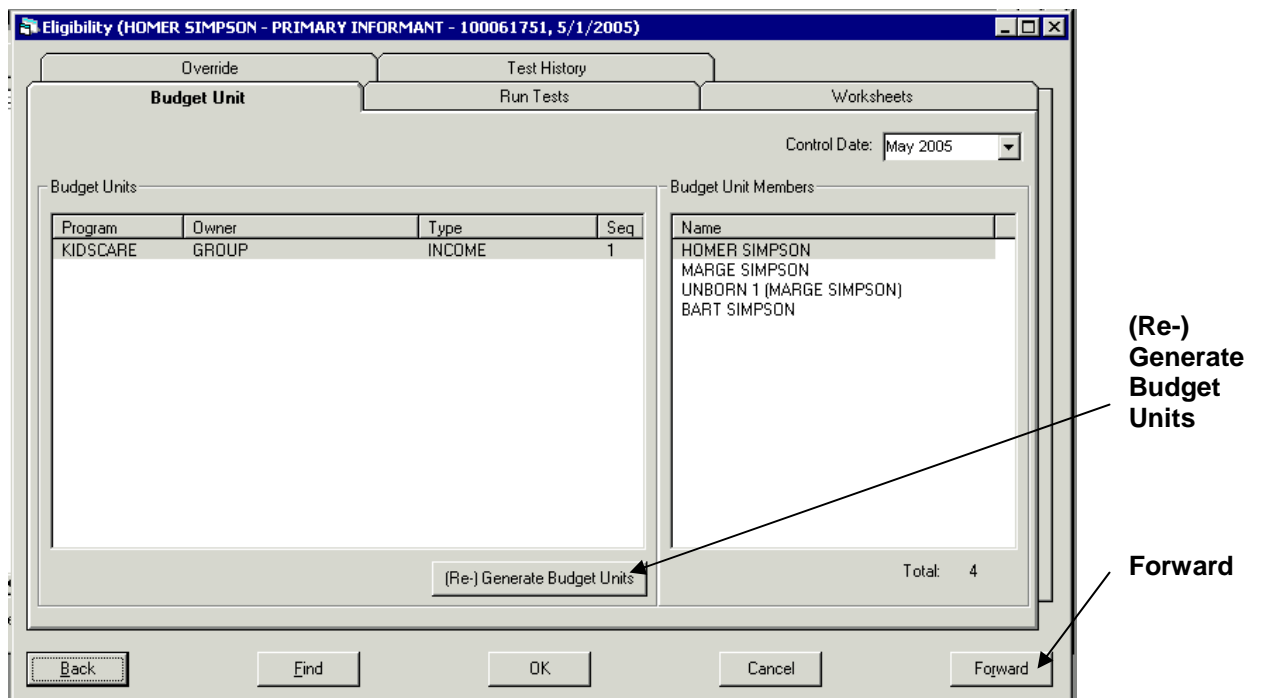 Eligibility (HOMER SIMPSON - PRIMARY INFORMANT - 100061751, 5/1/2005)
Override Test History
Budget Unit Run Tests Worksheets
Control Date: May 2005
Budget Units
Program Owner Type Seq
KIDSCARE GROUP INCOME 1
Budget Unit Members
Name
HOMER SIMPSON
MARGE SIMPSON
UNBORN 1 (MARGE SIMPSON)
BART SIMPSON
(Re-) Generate Budget Units
Total: 4
Back Find OK Cancel Forward
(Re-)
Generate
Budget
Units
Forward